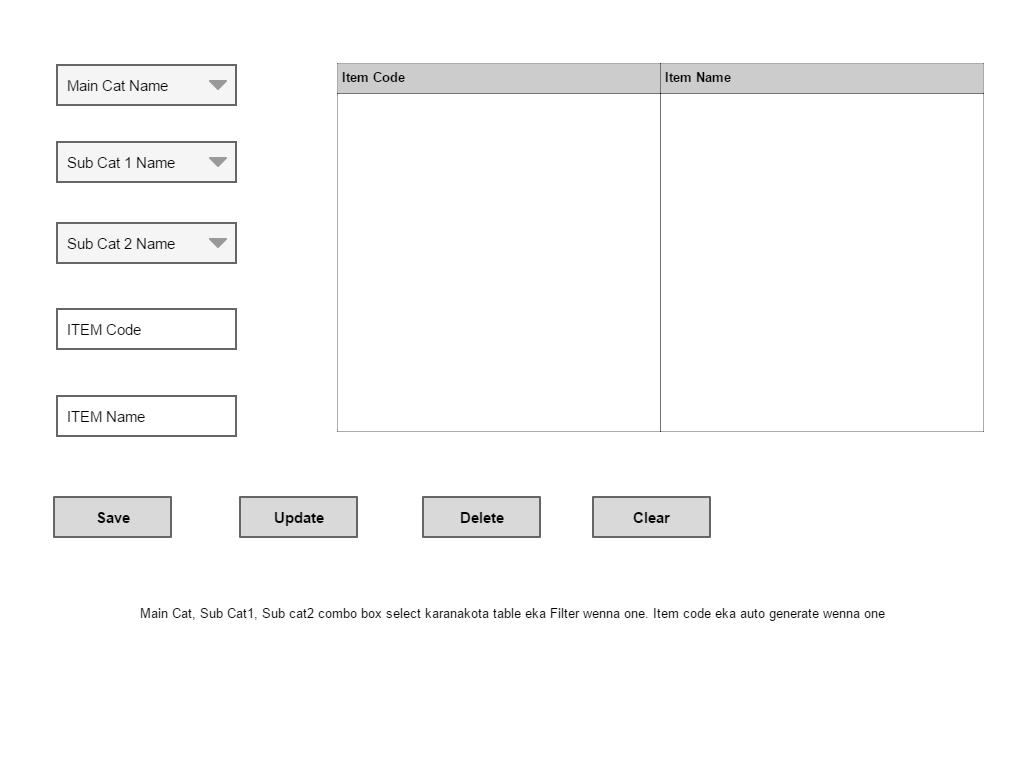 Main Cat Name
Sub Cat 1 Name
Sub Cat 2 Name
ITEM Code
ITEM Name
Item Code
Item Name
Save
Update
Delete
Clear
Main Cat, Sub Cat1, Sub cat2 combo box select karanakota table eka Filter wenna one. Item code eka auto generate wenna one